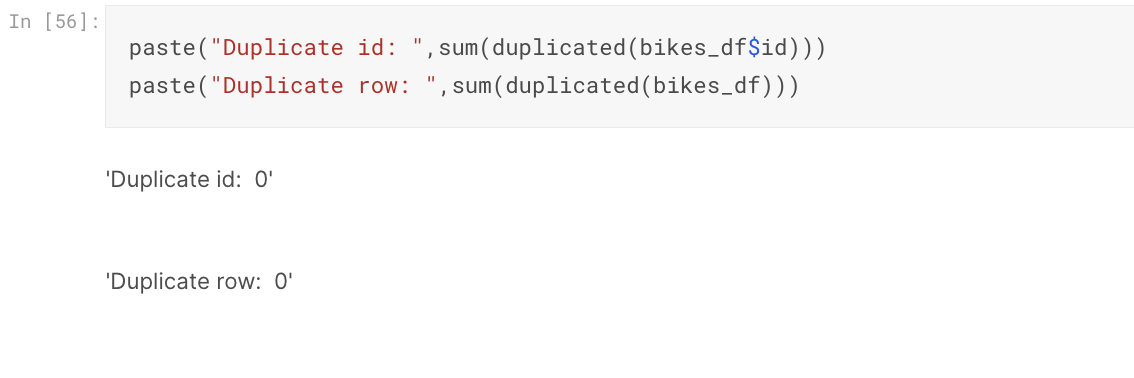 In [56]:
paste("Duplicate id: ",sum(duplicated(bikes_df$id)))
paste("Duplicate row: ",sum(duplicated(bikes_df)))
'Duplicate id:  0'
'Duplicate row:  0'